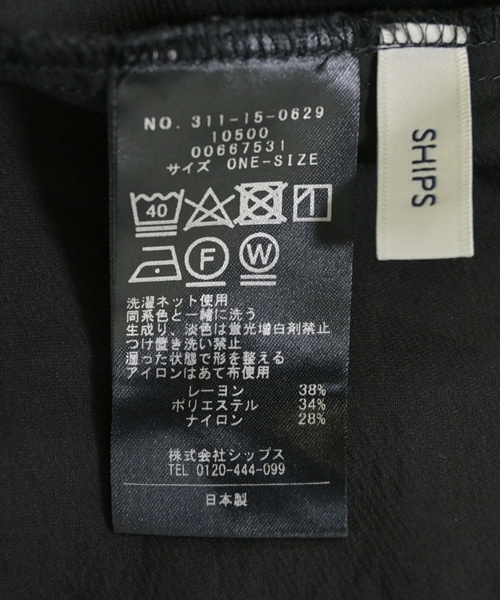 NO. 311-15-0629
10500
00667531
サイズ ONE-SIZE
40
F W
洗濯ネット使用
同系色と一緒に洗う
生成り、淡色は蛍光増白剤禁止
つけ置き洗い禁止
湿った状態で形を整える
アイロンはあて布使用
レーヨン 38%
ポリエステル 34%
ナイロン 28%
株式会社シップス
TEL 0120-444-099
日本製
SHIPS